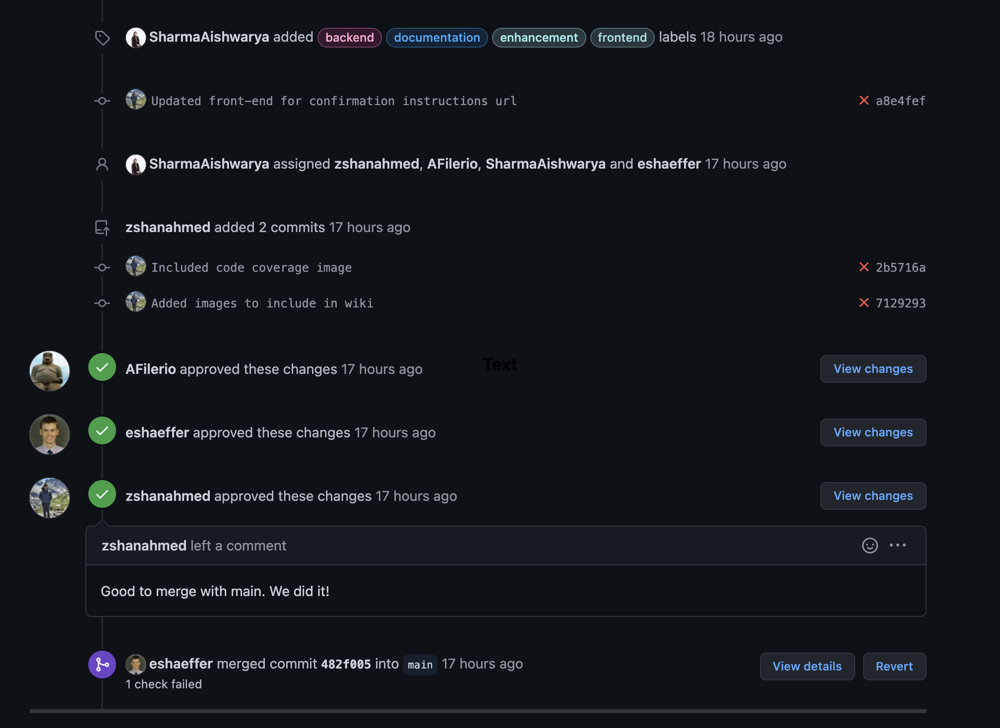 SharmaAishwarya added backend documentation enhancement frontend labels 18 hours ago
Updated front-end for confirmation instructions url a8e4fef
SharmaAishwarya assigned zshanahmed, AFilerio, SharmaAishwarya and eshaeffer 17 hours ago
zshanahmed added 2 commits 17 hours ago
Included code coverage image 2b5716a
Added images to include in wiki 7129293
AFilerio approved these changes 17 hours ago Text View changes
eshaeffer approved these changes 17 hours ago View changes
zshanahmed approved these changes 17 hours ago View changes
zshanahmed left a comment
Good to merge with main. We did it!
eshaeffer merged commit 482f005 into main 17 hours ago View details Revert
1 check failed